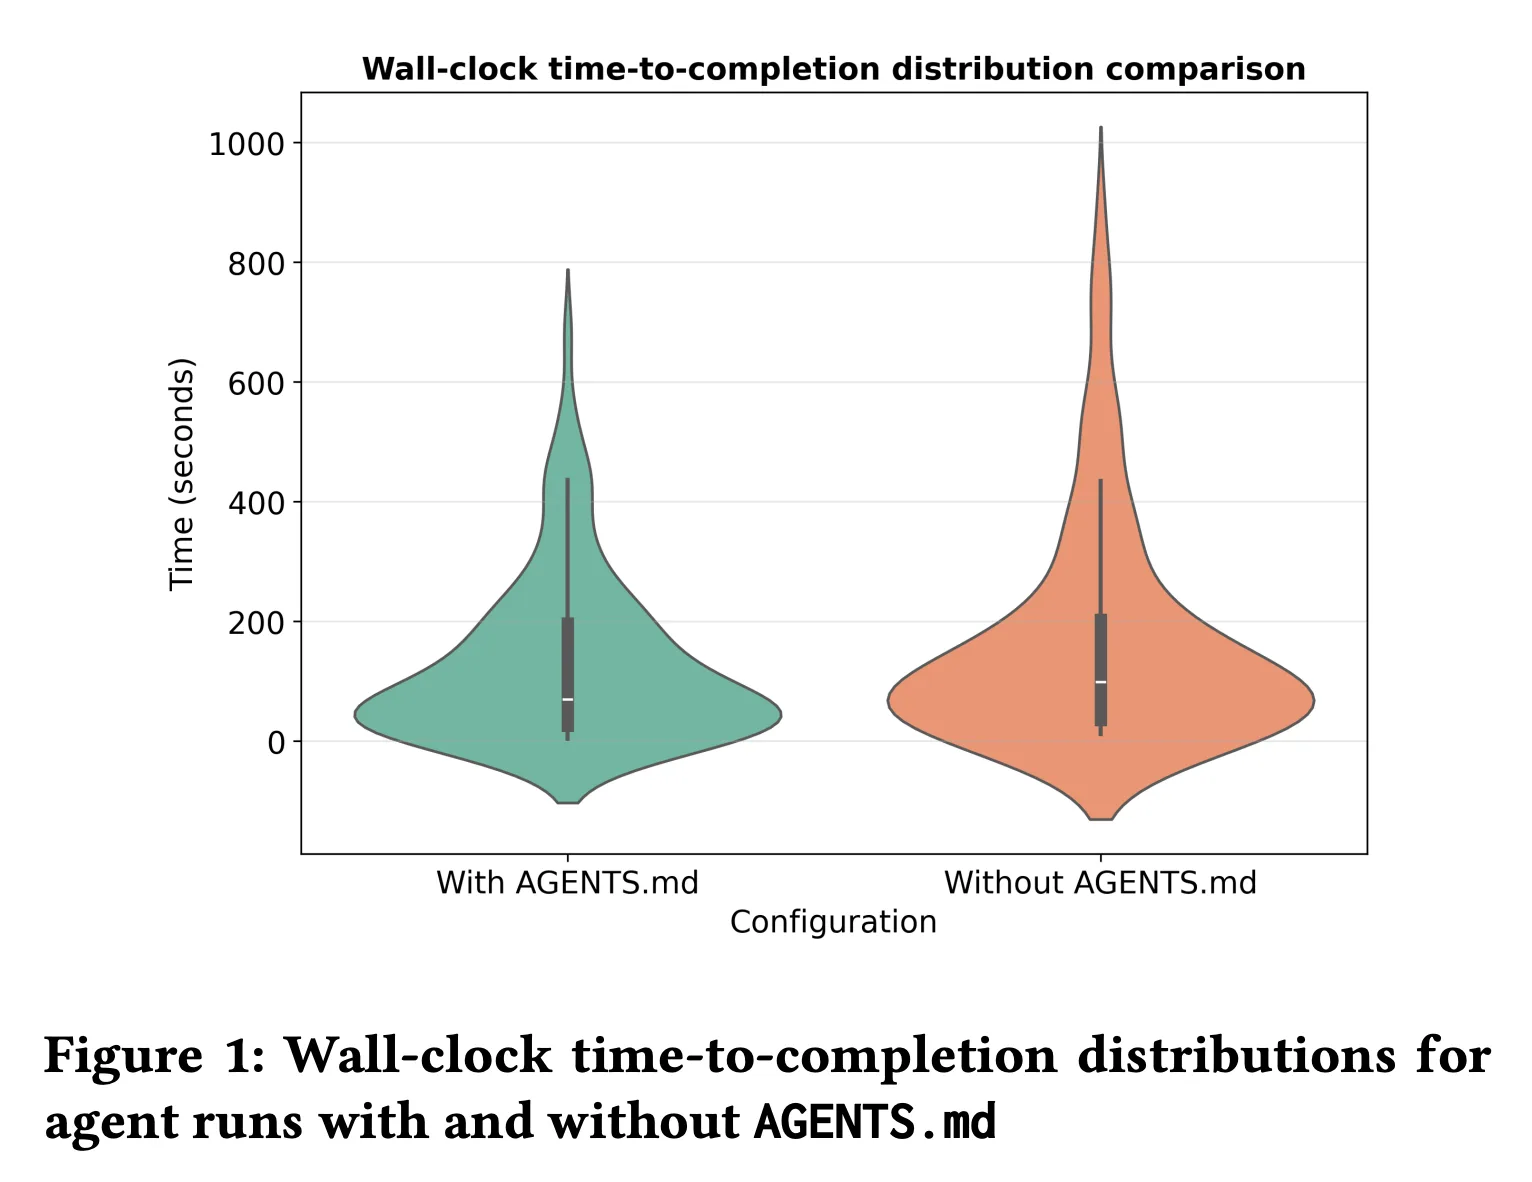 Wall-clock time-to-completion distribution comparison
1000
800
600
400
200
0
Time (seconds)
With AGENTS.md
Without AGENTS.md
Configuration
Figure 1: Wall-clock time-to-completion distributions for
agent runs with and without AGENTS.md